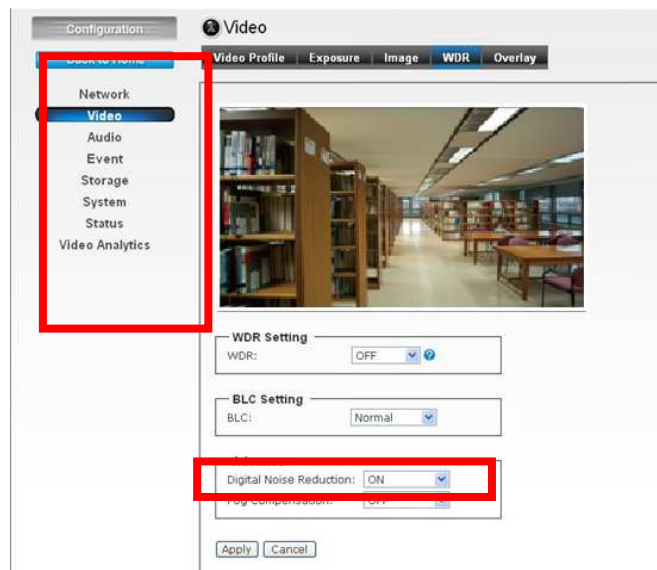 Configuration
Video
Back to Home
Video Profile Exposure Image WDR Overlay
Network
Video
Audio
Event
Storage
System
Status
Video Analytics
WDR Setting
WDR: OFF
BLC Setting
BLC: Normal
Digital Noise Reduction: ON
Fog Compensation: OFF
Apply Cancel